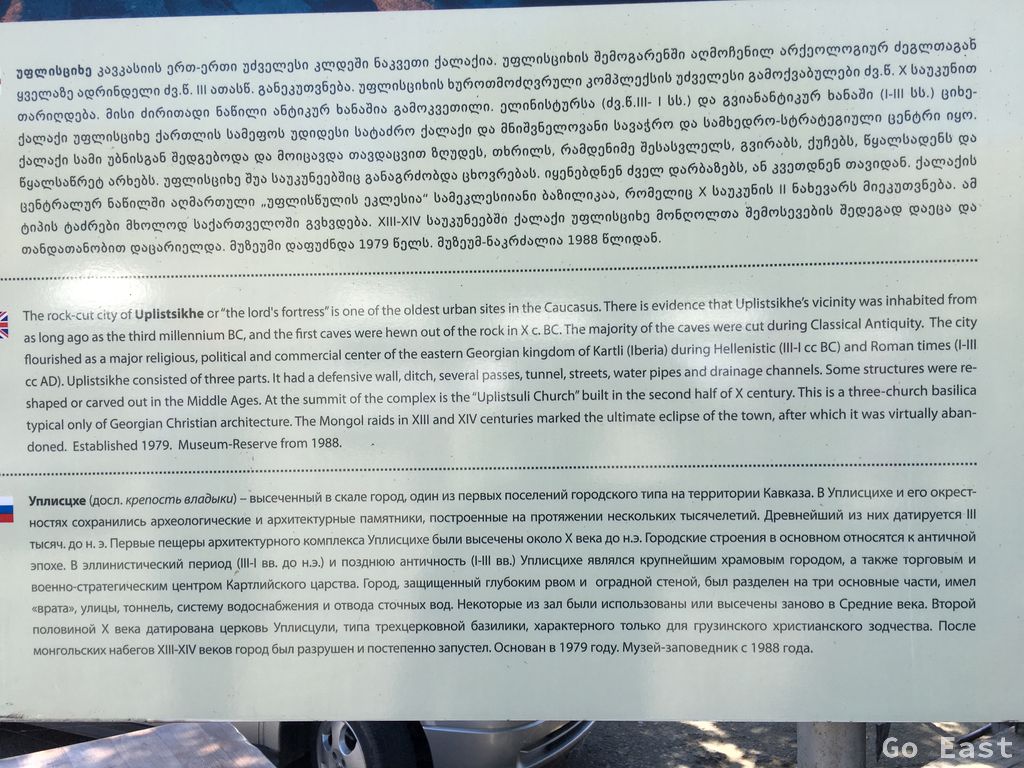 უფლისციხე კავკასიის ერთ-ერთი უძველესი კლდეში ნაკვეთი ქალაქია. უფლისციხის შემოგარენში აღმოჩენილ არქეოლოგიურ ძეგლთაგან
ყველაზე ადრინდელი ძვ.წ. III ათასწ. განეკუთვნება. უფლისციხის ხუროთმოძღვრული კომპლექსის უძველესი გამოქვაბულები ძვ.წ. X საუკუნით
თარიღდება. მისი ძირითადი ნაწილი ანტიკურ ხანაშია გამოკვეთილი. ელინისტურსა (ძვ.წ.III- I სს.) და გვიანანტიკურ ხანაში (I-III სს.) ციხე-
ქალაქი უფლისციხე ქართლის სამეფოს უდიდესი სატაძრო ქალაქი და მნიშვნელოვანი სავაჭრო და სამხედრო-სტრატეგიული ცენტრი იყო.
ქალაქი სამი უბნისგან შედგებოდა და მოიცავდა თავდაცვით ზღუდეს, თხრილს, რამდენიმე შესასვლელს, გვირაბს, ქუჩებს, წყალსადენს და
წყალსაწრეტ არხებს. უფლისციხე შუა საუკუნეებშიც განაგრძობდა ცხოვრებას. იყენებდნენ ძველ დარბაზებს, ან კვეთდნენ თავიდან. ქალაქის
ცენტრალურ ნაწილში აღმართული „უფლისწულის ეკლესია“ სამეკლესიიანი ბაზილიკაა, რომელიც X საუკუნის II ნახევარს მიეკუთვნება. ამ
ტიპის ტაძრები მხოლოდ საქართველოში გვხვდება. XIII-XIV საუკუნეებში ქალაქი უფლისციხე მონღოლთა შემოსევების შედეგად დაეცა და
თანდათანობით დაცარიელდა. მუზეუმი დაფუძნდა 1979 წელს. მუზეუმ-ნაკრძალია 1988 წლიდან.
The rock-cut city of Uplistsikhe or "the lord's fortress" is one of the oldest urban sites in the Caucasus. There is evidence that Uplistsikhe's vicinity was inhabited from
as long ago as the third millennium BC, and the first caves were hewn out of the rock in X c. BC. The majority of the caves were cut during Classical Antiquity. The city
flourished as a major religious, political and commercial center of the eastern Georgian kingdom of Kartli (Iberia) during Hellenistic (III-I cc BC) and Roman times (I-III
cc AD). Uplistsikhe consisted of three parts. It had a defensive wall, ditch, several passes, tunnel, streets, water pipes and drainage channels. Some structures were re-
shaped or carved out in the Middle Ages. At the summit of the complex is the "Uplistsuli Church" built in the second half of X century. This is a three-church basilica
typical only of Georgian Christian architecture. The Mongol raids in XIII and XIV centuries marked the ultimate eclipse of the town, after which it was virtually aban-
doned. Established 1979. Museum-Reserve from 1988.
Уплисцхе (досл. крепость владыки) – высеченный в скале город, один из первых поселений городского типа на территории Кавказа. В Уплисцихе и его окрест-
ностях сохранились археологические и архитектурные памятники, построенные на протяжении нескольких тысячелетий. Древнейший из них датируется III
тысяч. до н. э. Первые пещеры архитектурного комплекса Уплисцихе были высечены около X века до н.э. Городские строения в основном относятся к античной
эпохе. В эллинистический период (III-I вв. до н.э.) и позднюю античность (I-III вв.) Уплисцихе являлся крупнейшим храмовым городом, а также торговым и
военно-стратегическим центром Картлийского царства. Город, защищенный глубоким рвом и оградной стеной, был разделен на три основные части, имел
«врата», улицы, тоннель, систему водоснабжения и отвода сточных вод. Некоторые из зал были использованы или высечены заново в Средние века. Второй
половиной X века датирована церковь Уплисцули, типа трехцерковной базилики, характерного только для грузинского христианского зодчества. После
монгольских набегов XIII-XIV веков город был разрушен и постепенно запустел. Основан в 1979 году. Музей-заповедник с 1988 года.
Go East